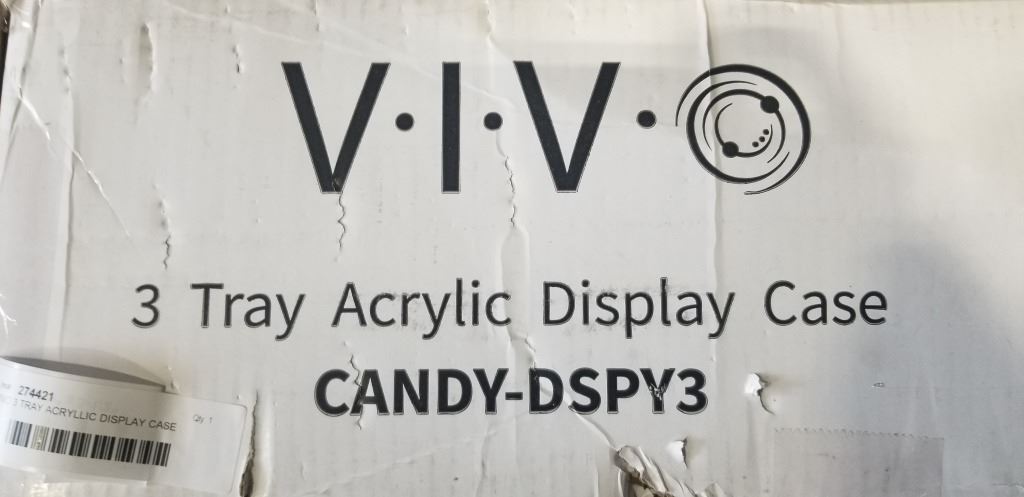 V·I·V·O
3 Tray Acrylic Display Case
CANDY-DSPY3
274421
3 TRAY ACRYLLIC DISPLAY CASE
Qty 1